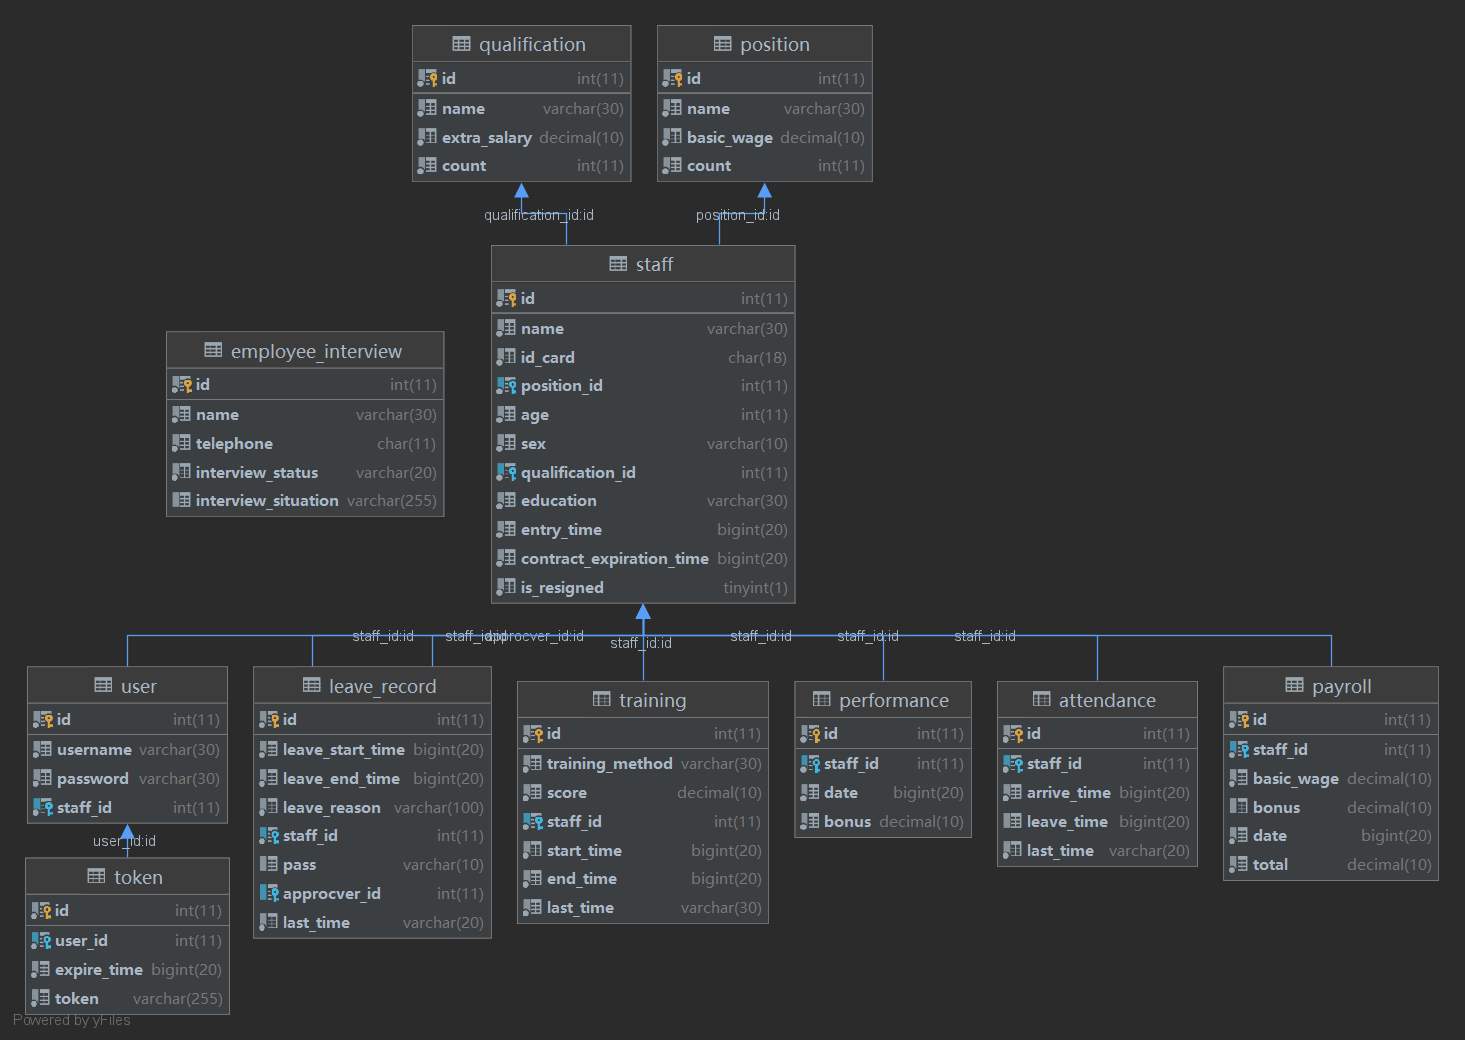 qualification
id int(11)
name varchar(30)
extra_salary decimal(10)
count int(11)
position
id int(11)
name varchar(30)
basic_wage decimal(10)
count int(11)
qualification_id:id
position_id:id
staff
id int(11)
name varchar(30)
id_card char(18)
position_id int(11)
age int(11)
sex varchar(10)
qualification_id int(11)
education varchar(30)
entry_time bigint(20)
contract_expiration_time bigint(20)
is_resigned tinyint(1)
employee_interview
id int(11)
name varchar(30)
telephone char(11)
interview_status varchar(20)
interview_situation varchar(255)
staff_id:id
staff_id:id
approcver_id:id
staff_id:id
staff_id:id
staff_id:id
staff_id:id
user
id int(11)
username varchar(30)
password varchar(30)
staff_id int(11)
user_id:id
token
id int(11)
user_id int(11)
expire_time bigint(20)
token varchar(255)
leave_record
id int(11)
leave_start_time bigint(20)
leave_end_time bigint(20)
leave_reason varchar(100)
staff_id int(11)
pass varchar(10)
approcver_id int(11)
last_time varchar(20)
training
id int(11)
training_method varchar(30)
score decimal(10)
staff_id int(11)
start_time bigint(20)
end_time bigint(20)
last_time varchar(30)
performance
id int(11)
staff_id int(11)
date bigint(20)
bonus decimal(10)
attendance
id int(11)
staff_id int(11)
arrive_time bigint(20)
leave_time bigint(20)
last_time varchar(20)
payroll
id int(11)
staff_id int(11)
basic_wage decimal(10)
bonus decimal(10)
date bigint(20)
total decimal(10)
Powered by yFiles